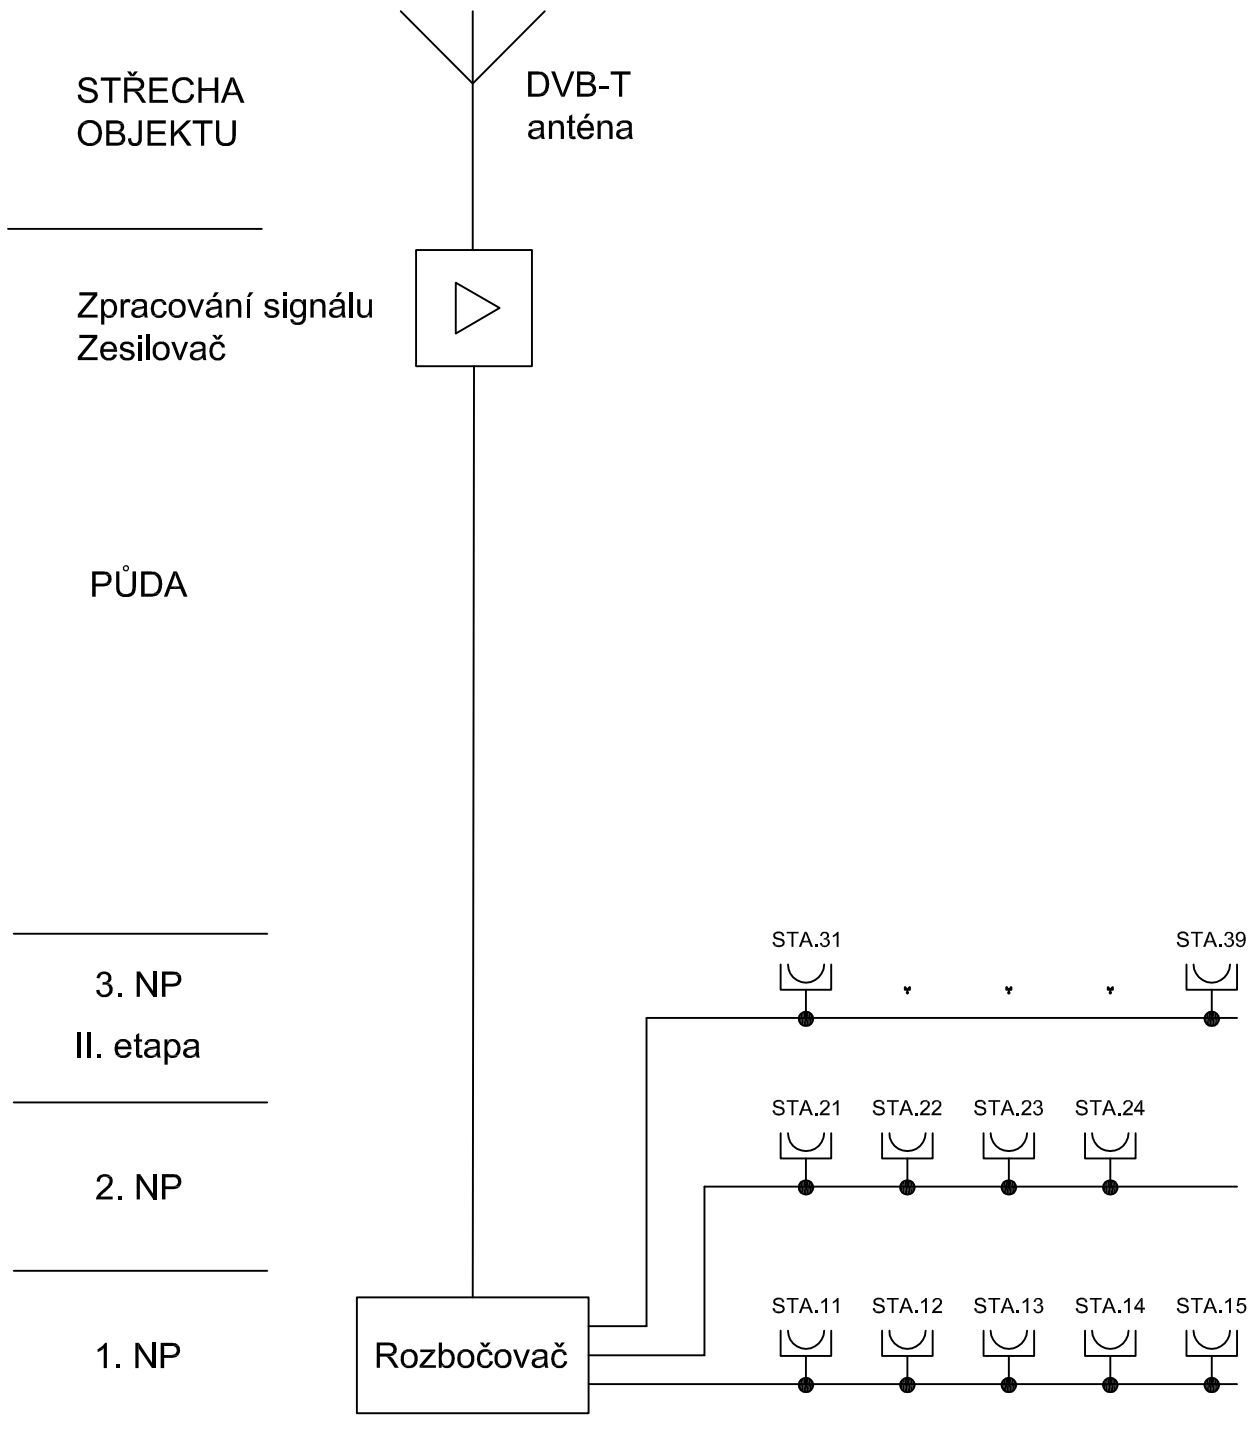 STŘECHA
OBJEKTU
DVB-T
anténa
Zpracování signálu
Zesilovač
PŮDA
3. NP
II. etapa
STA.31
STA.39
2. NP
STA.21
STA.22
STA.23
STA.24
1. NP
Rozbočovač
STA.11
STA.12
STA.13
STA.14
STA.15